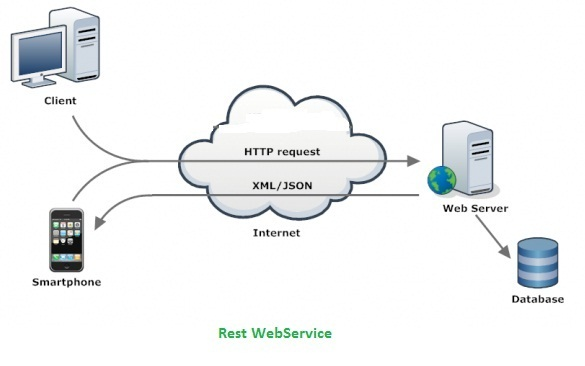 Client
HTTP request
XML/JSON
Internet
Web Server
Smartphone
Database
Rest WebService